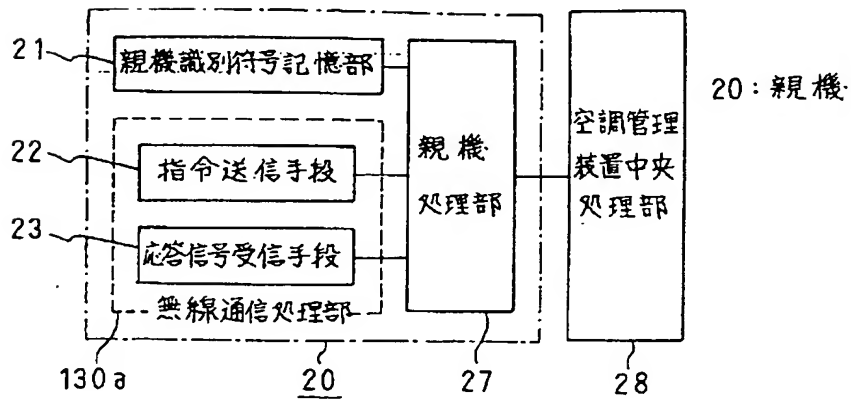 21
親機識別符号記憶部
22
指令送信手段
23
応答信号受信手段
無線通信処理部
130a
20
親機
処理部
27
空調管理
装置中央
処理部
28
20:親機